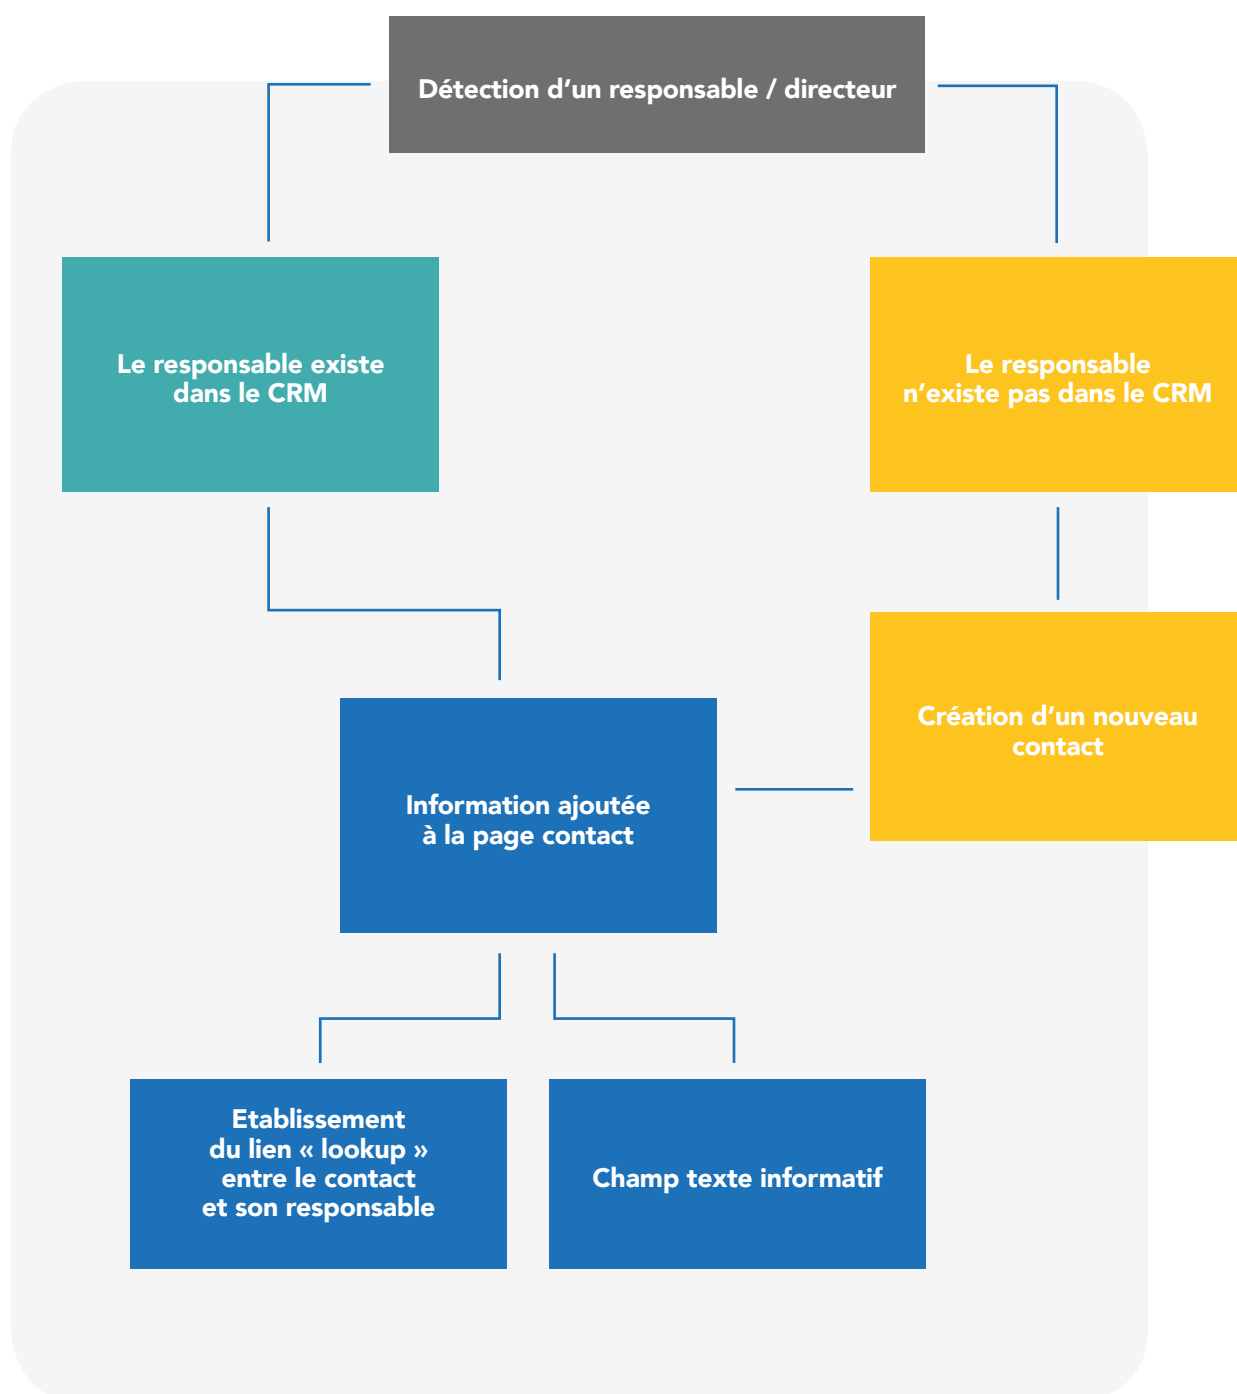 Détection d’un responsable / directeur
Le responsable existe
dans le CRM
Le responsable
n’existe pas dans le CRM
Création d’un nouveau
contact
Information ajoutée
à la page contact
Etablissement
du lien « lookup »
entre le contact
et son responsable
Champ texte informatif